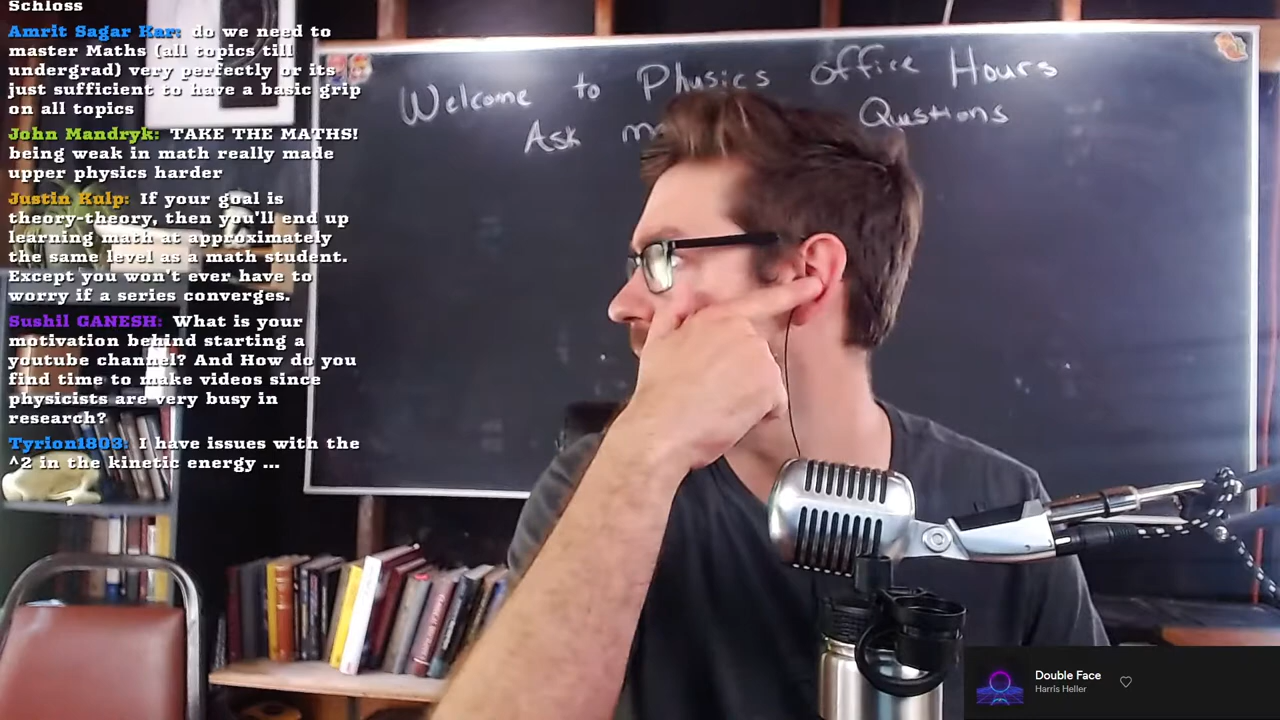 Schloss
Amrit Sagar Kar: do we need to
master Maths (all topics till
undergrad) very perfectly or its
just sufficient to have a basic grip
on all topics
John Mandryk: TAKE THE MATHS!
being weak in math really made
upper physics harder
Justin Kulp: If your goal is
theory-theory, then you'll end up
learning math at approximately
the same level as a math student.
Except you won't ever have to
worry if a series converges.
Sushil GANESH: What is your
motivation behind starting a
youtube channel? And How do you
find time to make videos since
physicists are very busy in
research?
Tyrion1803: I have issues with the
^2 in the kinetic energy ...
Welcome to Physics office Hours
Ask Qustions
Double Face
Harris Heller